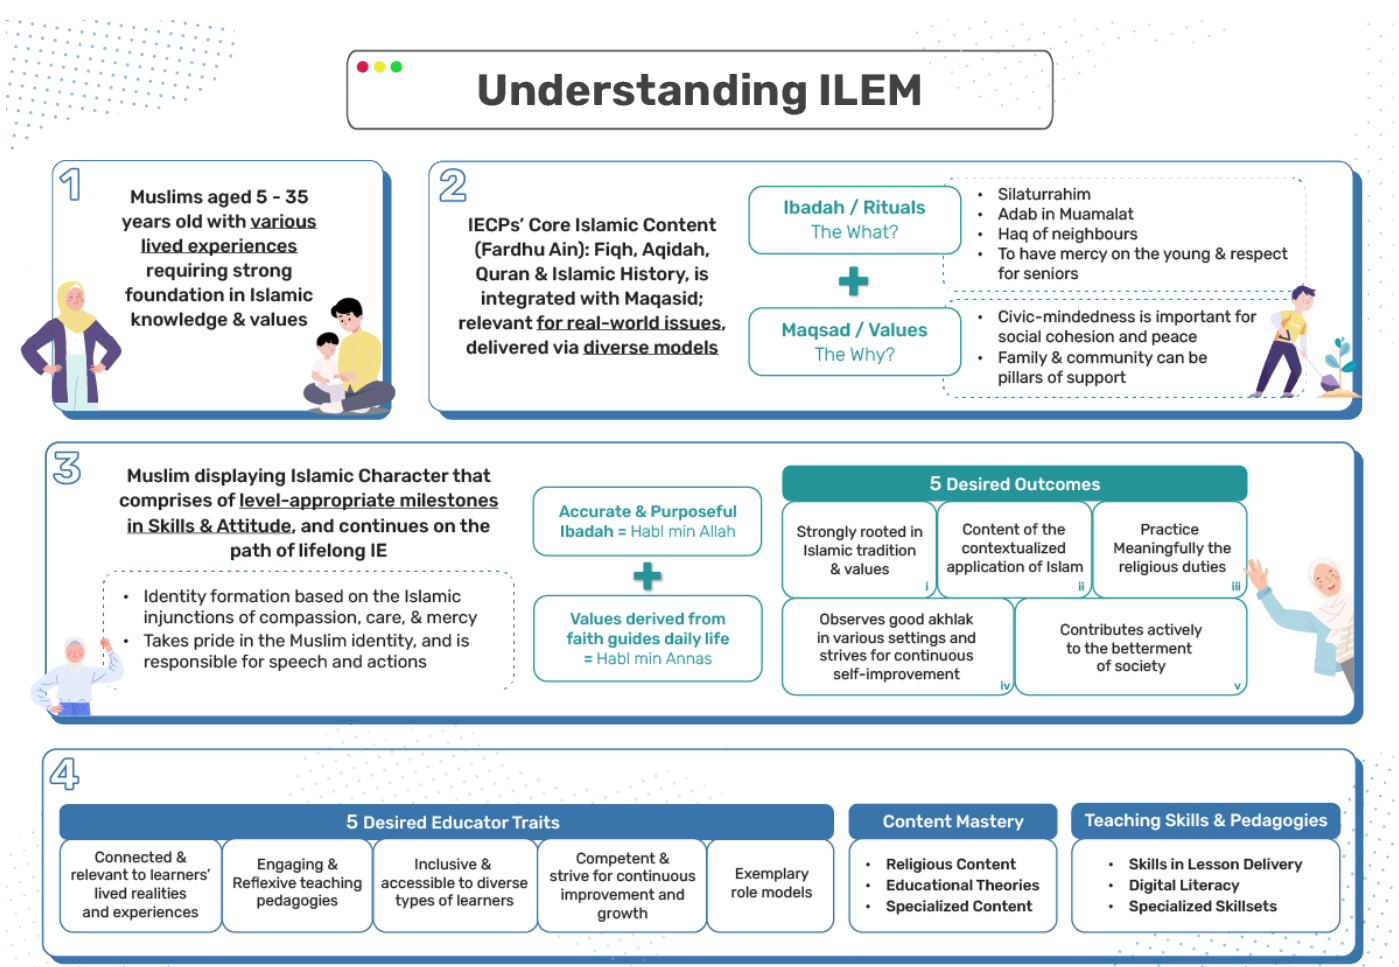 Understanding ILEM
1
Muslims aged 5 - 35
years old with various
lived experiences
requiring strong
foundation in Islamic
knowledge & values
2
IECPs' Core Islamic Content
(Fardhu Ain): Fiqh, Aqidah,
Quran & Islamic History, is
integrated with Maqasid;
relevant for real-world issues,
delivered via diverse models
Ibadah / Rituals
The What?
• Silaturrahim
• Adab in Muamalat
• Haq of neighbours
• To have mercy on the young & respect
for seniors
Maqsad / Values
The Why?
• Civic-mindedness is important for
social cohesion and peace
• Family & community can be
pillars of support
3
Muslim displaying Islamic Character that
comprises of level-appropriate milestones
in Skills & Attitude, and continues on the
path of lifelong IE
• Identity formation based on the Islamic
injunctions of compassion, care, & mercy
• Takes pride in the Muslim identity, and is
responsible for speech and actions
Accurate & Purposeful
Ibadah = Habl min Allah
Values derived from
faith guides daily life
= Habl min Annas
5 Desired Outcomes
Strongly rooted in
Islamic tradition
& values
i
Content of the
contextualized
application of Islam
ii
Practice
Meaningfully the
religious duties
iii
Observes good akhlak
in various settings and
strives for continuous
self-improvement
iv
Contributes actively
to the betterment
of society
v
4
5 Desired Educator Traits
Connected &
relevant to learners'
lived realities
and experiences
Engaging &
Reflexive teaching
pedagogies
Inclusive &
accessible to diverse
types of learners
Competent &
strive for continuous
improvement and
growth
Exemplary
role models
Content Mastery
• Religious Content
• Educational Theories
• Specialized Content
Teaching Skills & Pedagogies
• Skills in Lesson Delivery
• Digital Literacy
• Specialized Skillsets